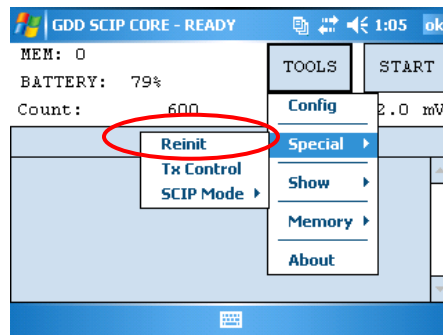 GDD SCIP CORE - READY 1:05 ok
MEM: 0
BATTERY: 79%
TOOLS START
Count: 600 2.0 mV
Config
Special
Show
Memory
About
Reinit
Tx Control
SCIP Mode